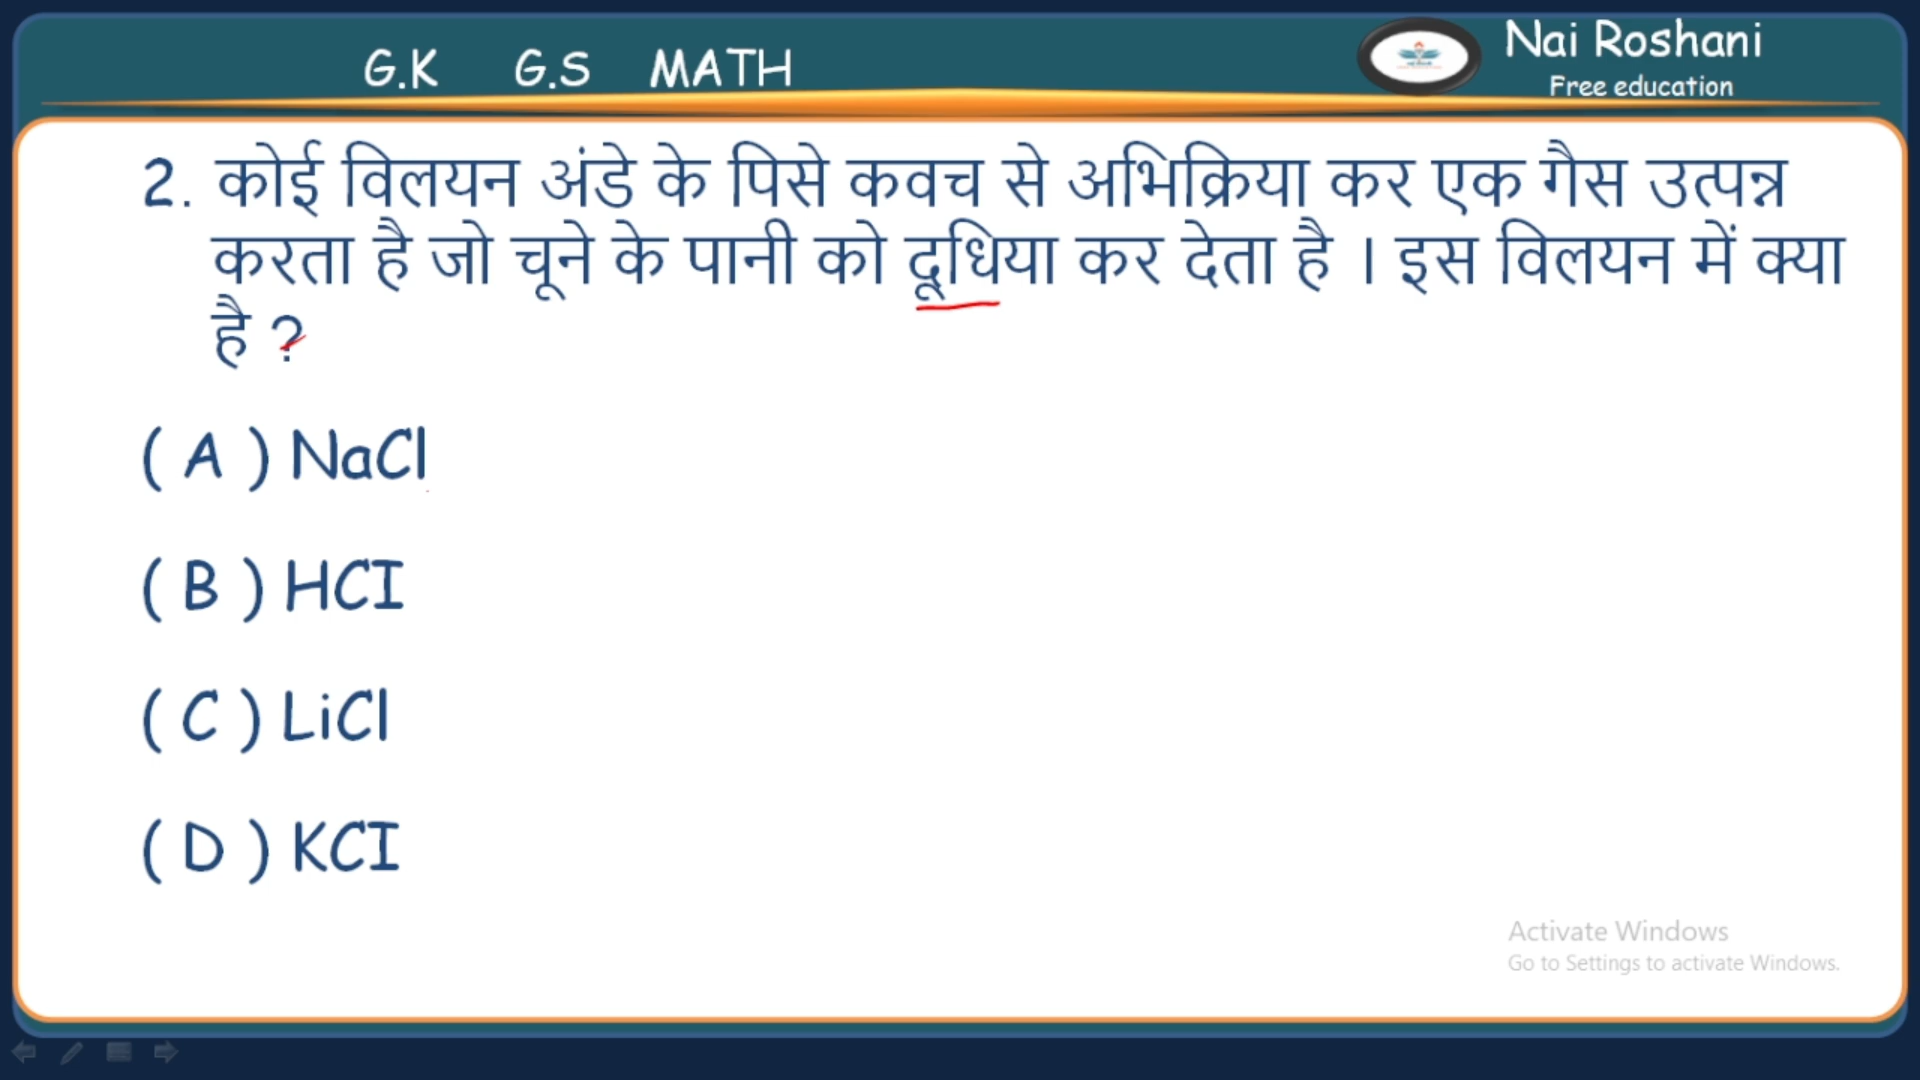 G.K G.S MATH
Nai Roshani
Free education
2. कोई विलयन अंडे के पिसे कवच से अभिक्रिया कर एक गैस उत्पन्न
करता है जो चूने के पानी को दूधिया कर देता है । इस विलयन में क्या
है ?
( A ) NaCl
( B ) HCI
( C ) LiCl
( D ) KCI
Activate Windows
Go to Settings to activate Windows.